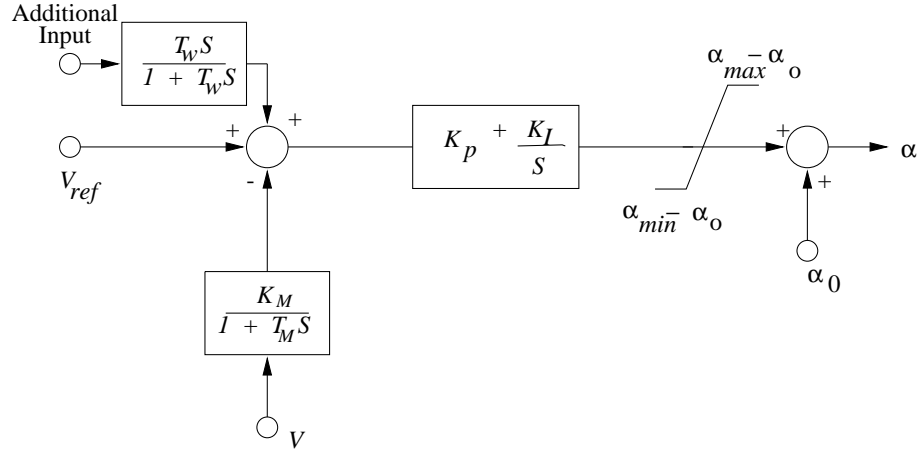 Additional
Input
T_w S
1 + T_w S
+
+
V_ref
-
K_p + K_I
S
α_max - α_o
α_min - α_o
+
α
+
α_0
K_M
1 + T_M S
V